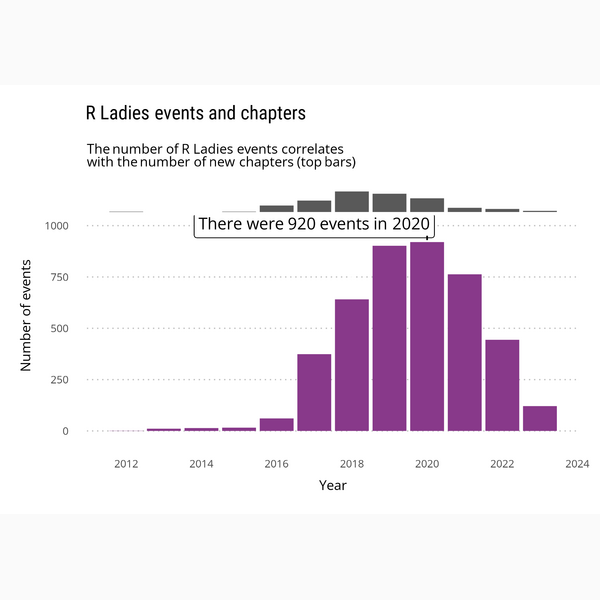 R Ladies events and chapters
The number of R Ladies events correlates
with the number of new chapters (top bars)
There were 920 events in 2020
1000
750
500
250
0
Number of events
2012 2014 2016 2018 2020 2022 2024
Year